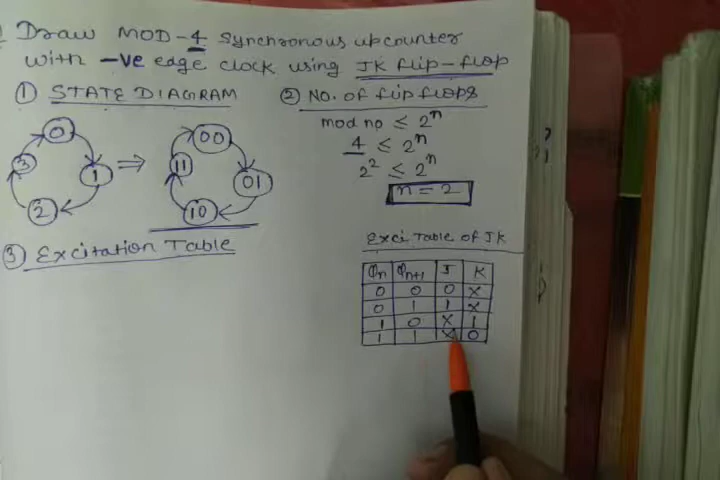 Draw MOD-4 Synchronous upcounter
with -ve edge clock using JK flip-flop
① STATE DIAGRAM
0
1
2
3
⇒
00
01
10
11
② NO. of flip flops
mod no ≤ 2ⁿ
4 ≤ 2ⁿ
2² ≤ 2ⁿ
n = 2
③ Excitation Table
Exci Table of JK
Qn Qn+1 J K
0 0 0 X
0 1 1 X
1 0 X 1
1 1 X 0